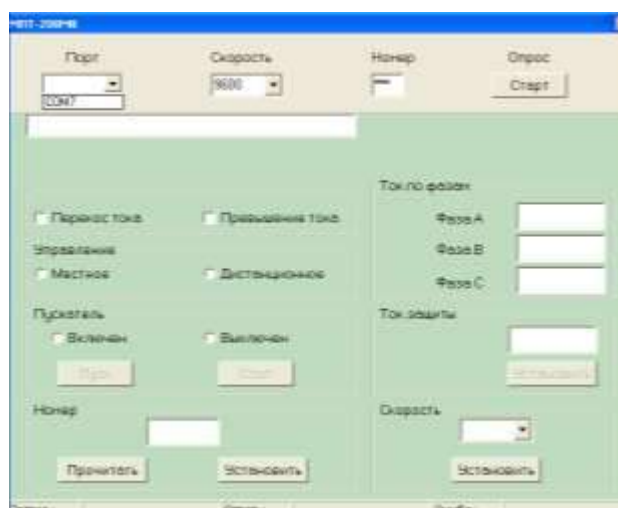 Порт Скорость Номер Опрос
9600 Старт
COM7
Ток по фазам
Перекос тока Превышение тока Фаза A
Управление Фаза B
Местное Дистанционное Фаза C
Пускатель Ток защиты
Включен Выключен
Пуск Стоп Установить
Номер Скорость
Прочитать Установить Установить